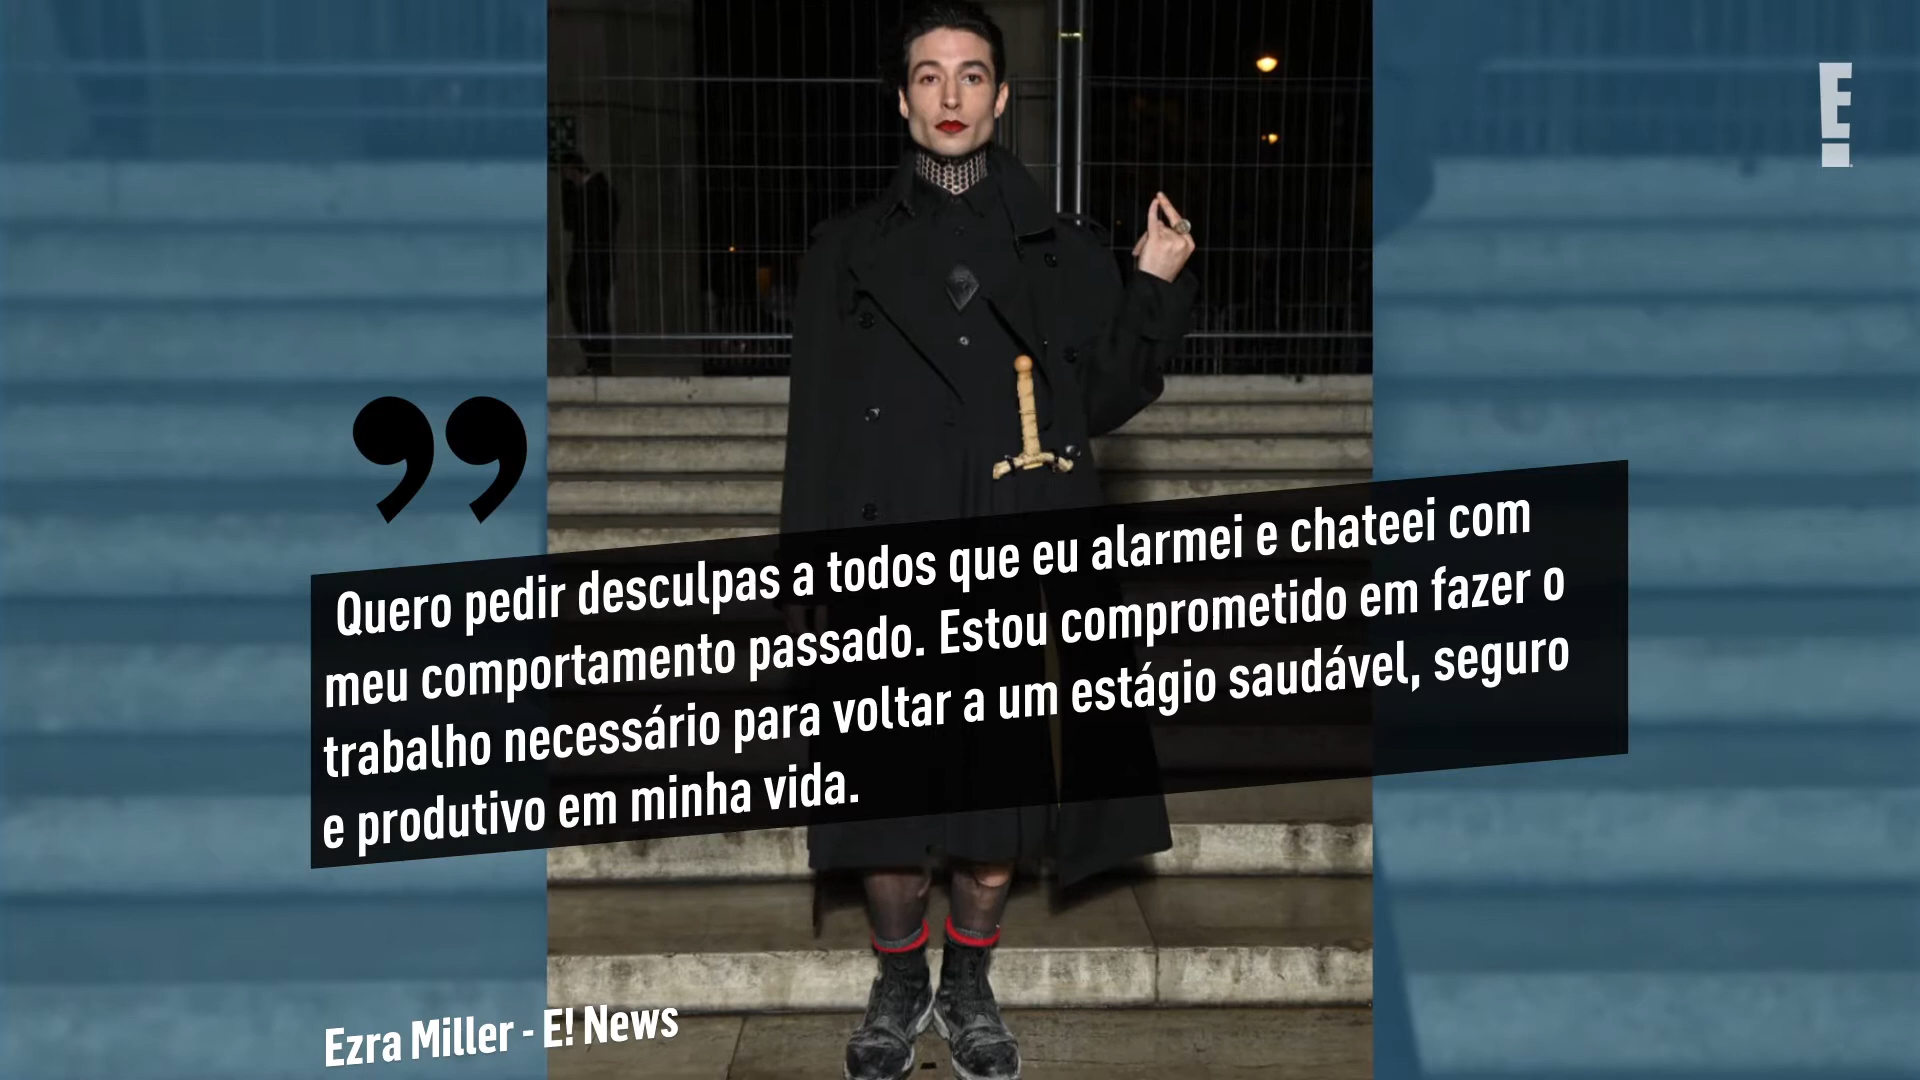 E!
”
Quero pedir desculpas a todos que eu alarmei e chateei com
meu comportamento passado. Estou comprometido em fazer o
trabalho necessário para voltar a um estágio saudável, seguro
e produtivo em minha vida.
Ezra Miller - E! News